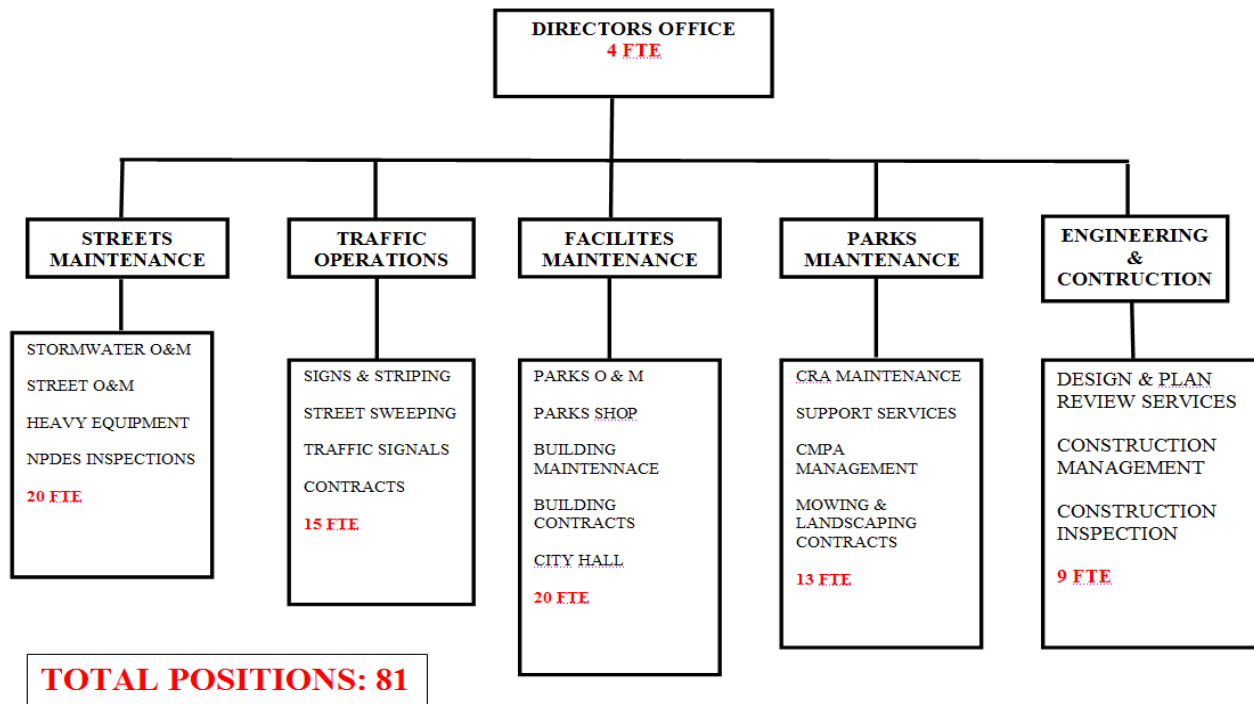 DIRECTORS OFFICE
4 FTE
STREETS
MAINTENANCE
STORMWATER O&M
STREET O&M
HEAVY EQUIPMENT
NPDES INSPECTIONS
20 FTE
TRAFFIC
OPERATIONS
SIGNS & STRIPING
STREET SWEEPING
TRAFFIC SIGNALS
CONTRACTS
15 FTE
FACILITES
MAINTENANCE
PARKS O & M
PARKS SHOP
BUILDING
MAINTENNACE
BUILDING
CONTRACTS
CITY HALL
20 FTE
PARKS
MIANTENANCE
CRA MAINTENANCE
SUPPORT SERVICES
CMPA
MANAGEMENT
MOWING &
LANDSCAPING
CONTRACTS
13 FTE
ENGINEERING
&
CONTRUCTION
DESIGN & PLAN
REVIEW SERVICES
CONSTRUCTION
MANAGEMENT
CONSTRUCTION
INSPECTION
9 FTE
TOTAL POSITIONS: 81